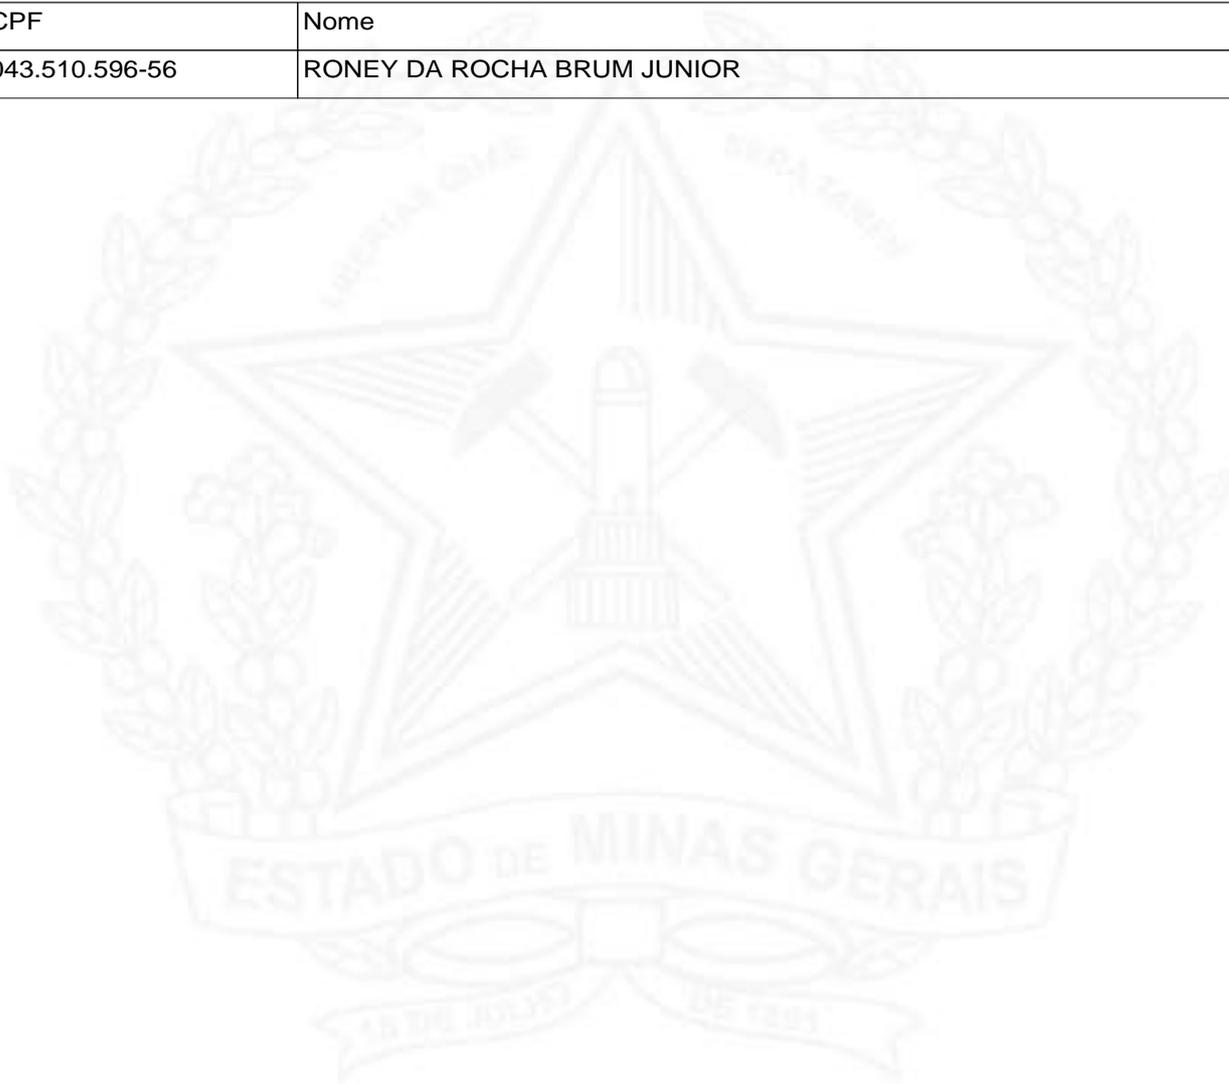 CPF Nome
043.510.596-56 RONEY DA ROCHA BRUM JUNIOR
LIBERTAS QUAE SERA TAMEN
ESTADO DE MINAS GERAIS
15 DE JULHO DE 1891